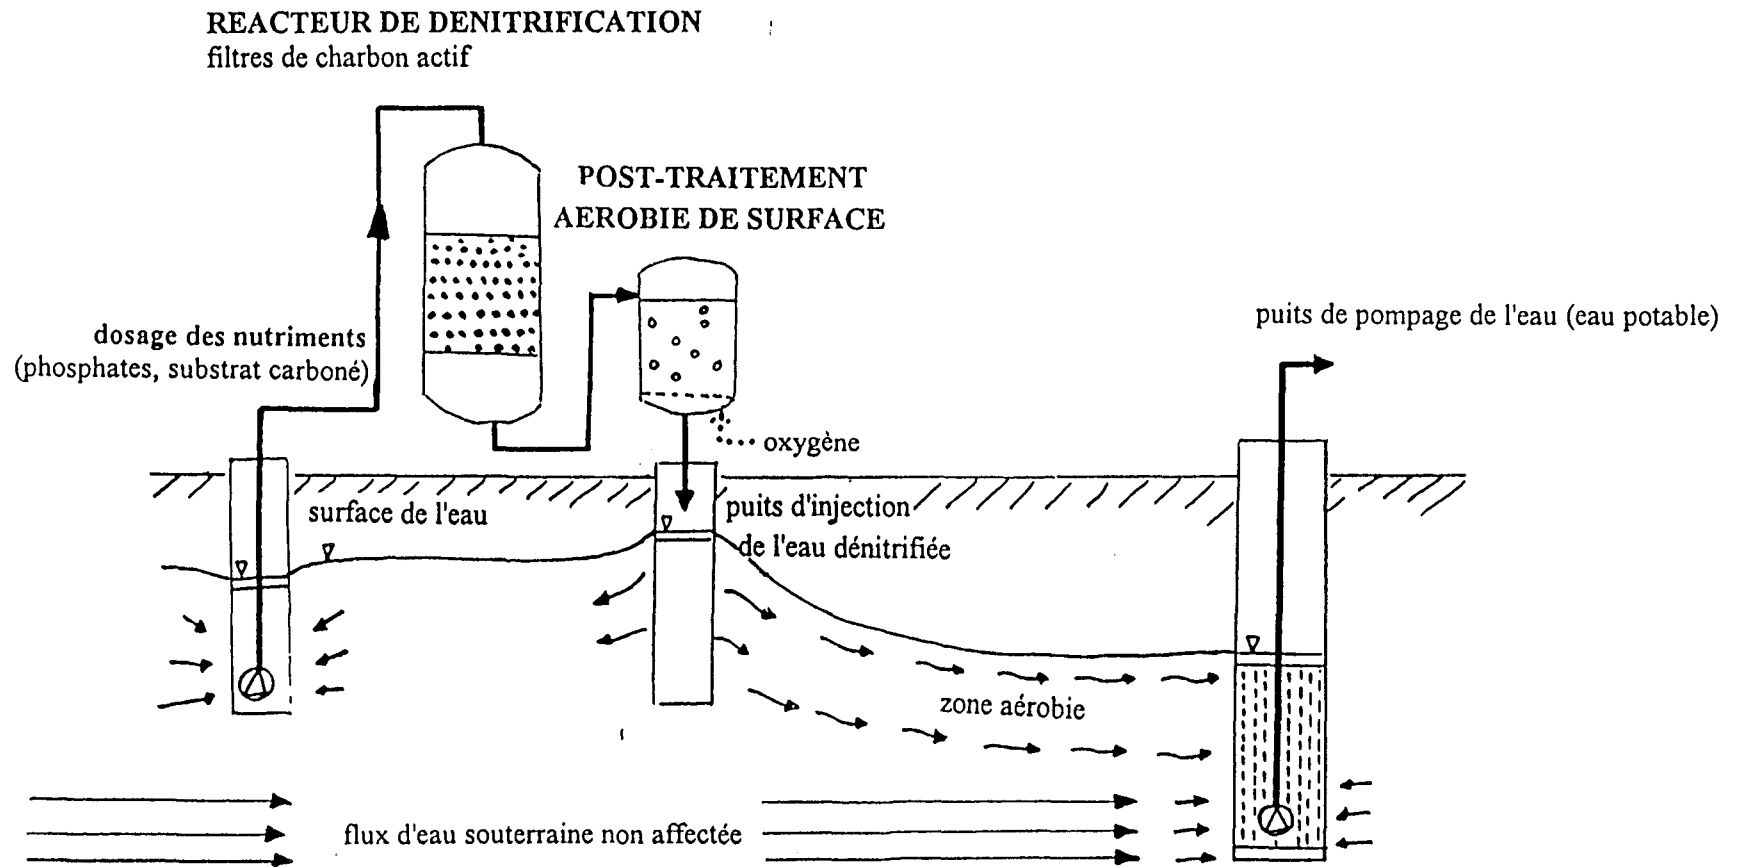 REACTEUR DE DENITRIFICATION
filtres de charbon actif
POST-TRAITEMENT
AEROBIE DE SURFACE
dosage des nutriments
(phosphates, substrat carboné)
puits de pompage de l'eau (eau potable)
oxygène
surface de l'eau
puits d'injection
de l'eau dénitrifiée
zone aérobie
flux d'eau souterraine non affectée